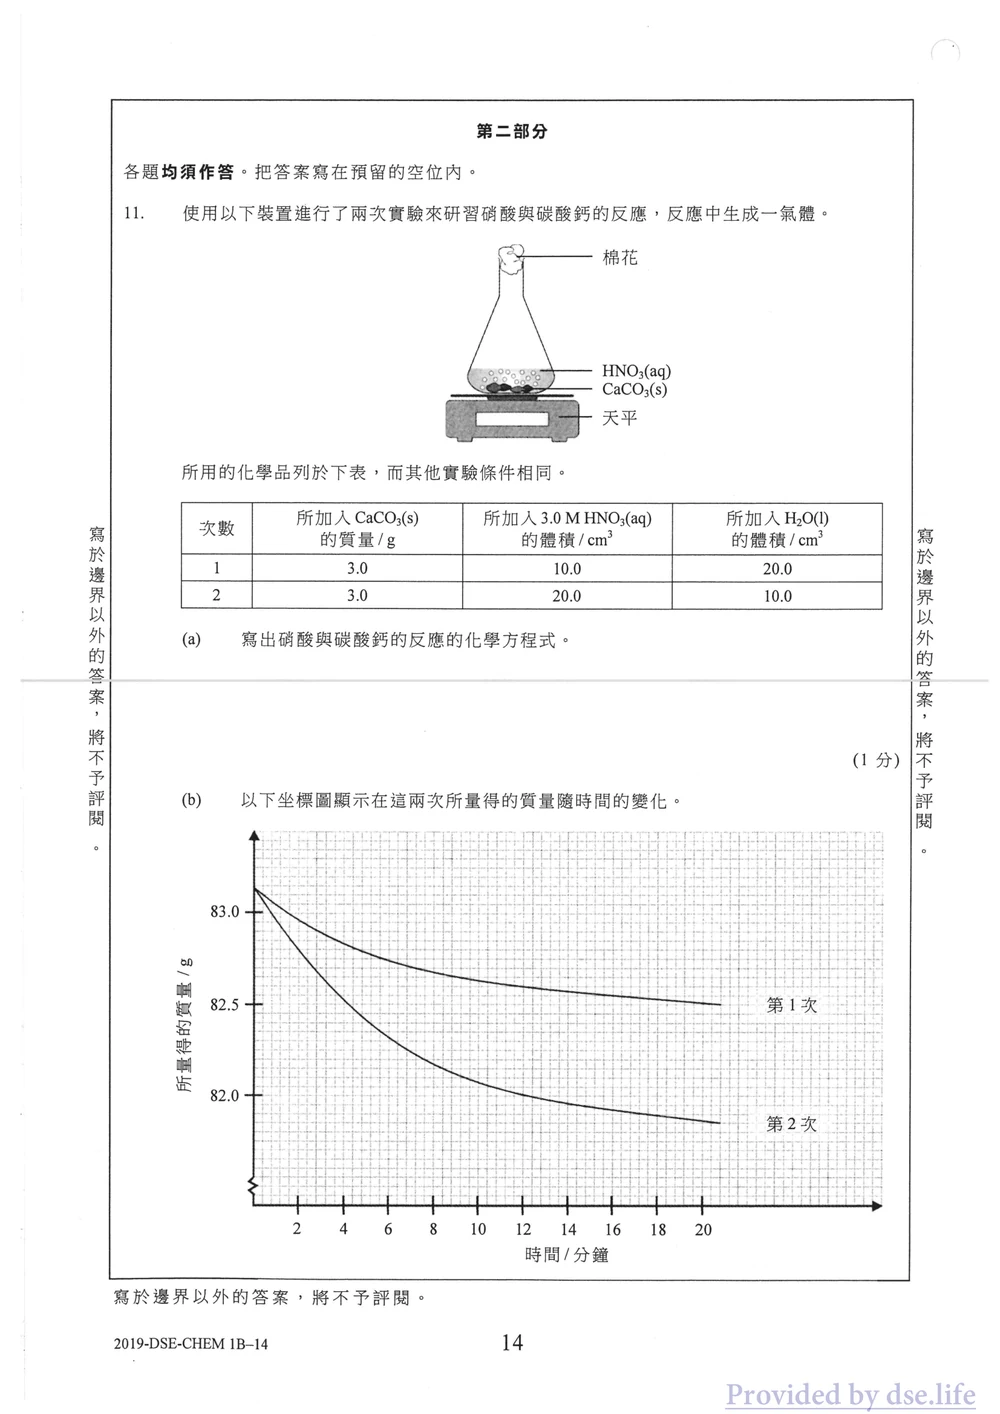 第二部分
各題均須作答。把答案寫在預留的空位內。
11. 使用以下裝置進行了兩次實驗來研習硝酸與碳酸鈣的反應，反應中生成一氣體。
棉花
HNO₃(aq)
CaCO₃(s)
天平
所用的化學品列於下表，而其他實驗條件相同。
次數 所加入 CaCO₃(s) 的質量 / g 所加入 3.0 M HNO₃(aq) 的體積 / cm³ 所加入 H₂O(l) 的體積 / cm³
1 3.0 10.0 20.0
2 3.0 20.0 10.0
(a) 寫出硝酸與碳酸鈣的反應的化學方程式。
(1 分)
(b) 以下坐標圖顯示在這兩次所量得的質量隨時間的變化。
所量得的質量 / g
83.0
82.5
82.0
第 1 次
第 2 次
2 4 6 8 10 12 14 16 18 20
時間 / 分鐘
寫於邊界以外的答案，將不予評閱。
寫於邊界以外的答案，將不予評閱。
寫於邊界以外的答案，將不予評閱。
2019-DSE-CHEM 1B–14
14
Provided by dse.life